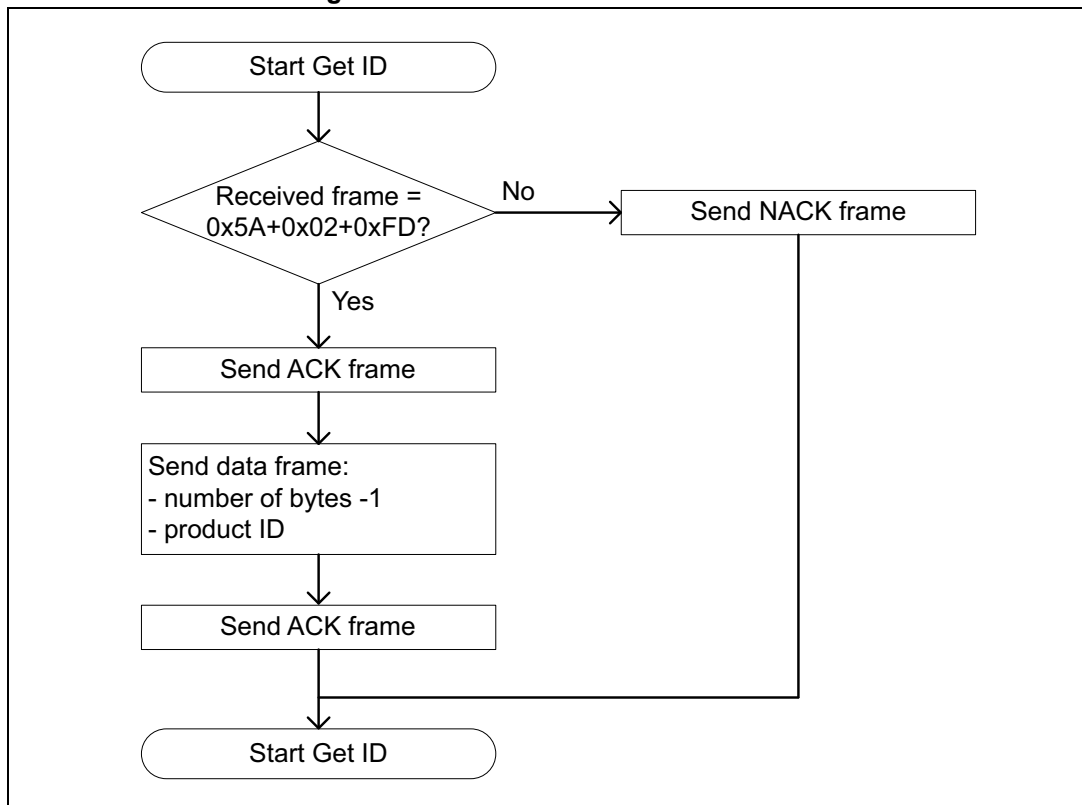 Start Get ID
Received frame =
0x5A+0x02+0xFD?
No
Send NACK frame
Yes
Send ACK frame
Send data frame:
- number of bytes -1
- product ID
Send ACK frame
Start Get ID